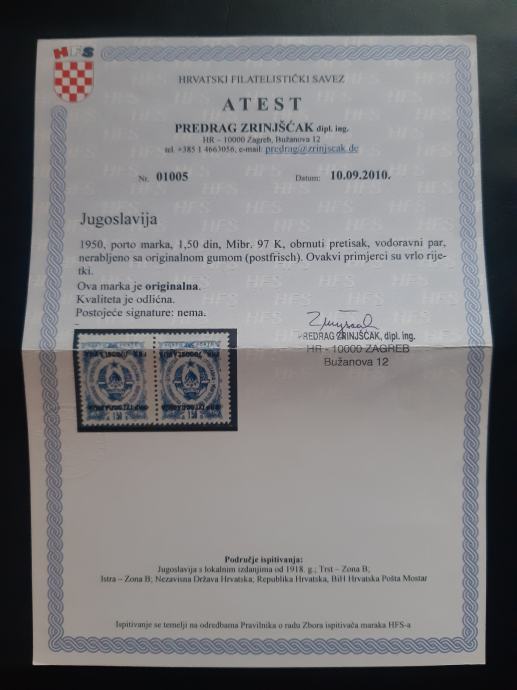 HFS
HRVATSKI FILATELISTIČKI SAVEZ
ATEST
PREDRAG ZRINJŠĆAK dipl. ing.
HR – 10000 Zagreb, Bužanova 12
tel. +385 1 4663056, e-mail: predrag@zrinjscak.de
Nr. 01005 Datum: 10.09.2010.
Jugoslavija
1950, porto marka, 1,50 din, Mibr. 97 K, obrnuti pretisak, vodoravni par,
nerabljeno sa originalnom gumom (postfrisch). Ovakvi primjerci su vrlo rije-
tki.
Ova marka je originalna.
Kvaliteta je odlićna.
Postojeće signature: nema.
PREDRAG ZRINJŠĆAK, dipl. ing.
HR - 10000 ZAGREB
Bužanova 12
Područje ispitivanja:
Jugoslavija s lokalnim izdanjima od 1918. g.; Trst – Zona B;
Istra – Zona B; Nezavisna Država Hrvatska; Republika Hrvatska, BiH Hrvatska Pošta Mostar
Ispitivanje se temelji na odredbama Pravilnika o radu Zbora ispitivača maraka HFS-a